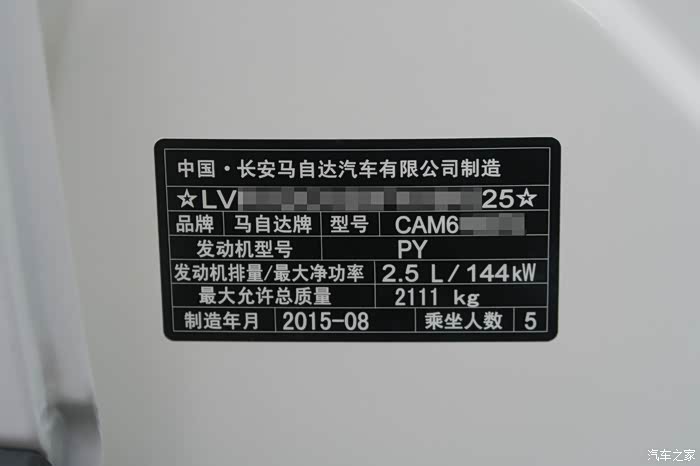 中国·长安马自达汽车有限公司制造
☆LV 25☆
品牌 马自达牌 型号 CAM6
发动机型号 PY
发动机排量/最大净功率 2.5 L/144kW
最大允许总质量 2111 kg
制造年月 2015-08 乘坐人数 5
汽车之家